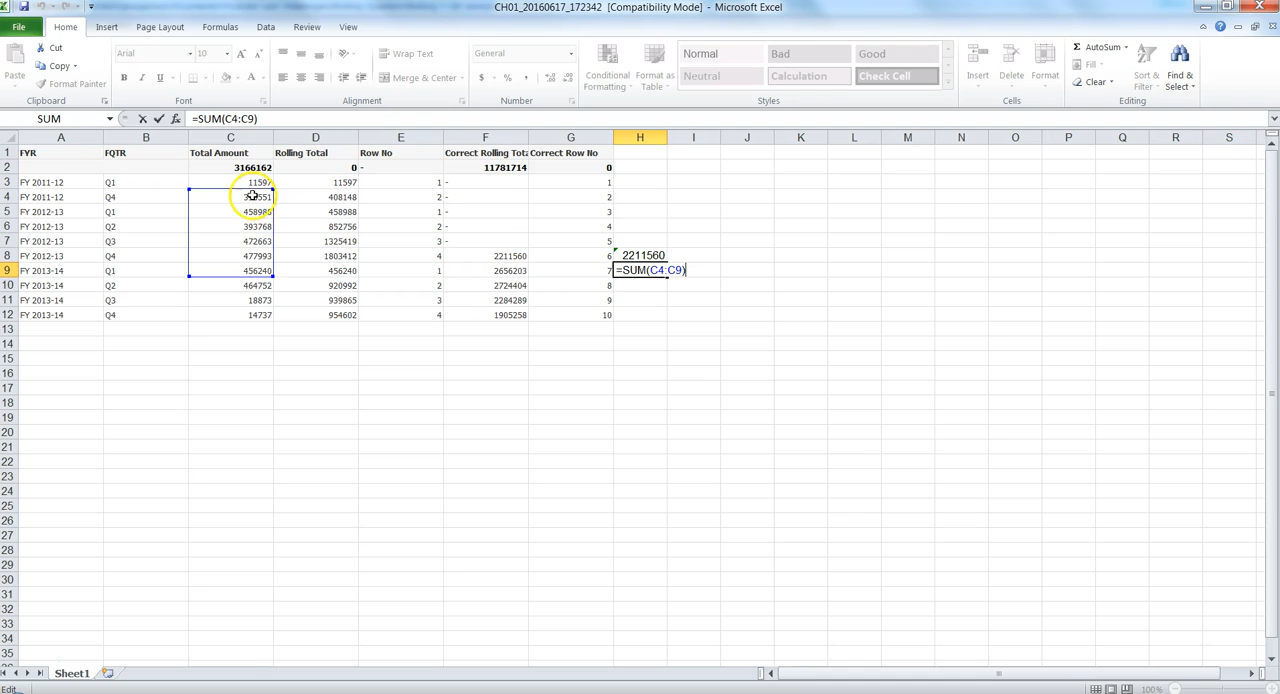 CH01_20160617_172342 [Compatibility Mode] - Microsoft Excel
File Home Insert Page Layout Formulas Data Review View
Paste Cut Copy Format Painter
Clipboard
Arial 10
B I U A
Font
Wrap Text
Merge & Center
Alignment
General
$ % ,
Number
Conditional Formatting Format as Table
Normal Bad Good
Neutral Calculation Check Cell
Styles
Insert Delete Format
Cells
Σ AutoSum
Fill
Clear
Sort & Filter Find & Select
Editing
SUM fx =SUM(C4:C9)
A B C D E F G H I J K L M N O P Q R S
1 FYR FQTR Total Amount Rolling Total Row No Correct Rolling Tota Correct Row No
2 3166162 0 - 11781714 0
3 FY 2011-12 Q1 11597 11597 1 - 1
4 FY 2011-12 Q4 551 408148 2 - 2
5 FY 2012-13 Q1 458988 458988 1 - 3
6 FY 2012-13 Q2 393768 852756 2 - 4
7 FY 2012-13 Q3 472663 1325419 3 - 5
8 FY 2012-13 Q4 477993 1803412 4 2211560 6 2211560
9 FY 2013-14 Q1 456240 456240 1 2656203 7 =SUM(C4:C9)
10 FY 2013-14 Q2 464752 920992 2 2724404 8
11 FY 2013-14 Q3 18873 939865 3 2284289 9
12 FY 2013-14 Q4 14737 954602 4 1905258 10
13
14
15
16
17
18
19
20
21
22
23
24
25
26
27
28
29
30
31
32
33
34
35
Sheet1
Edit 100%